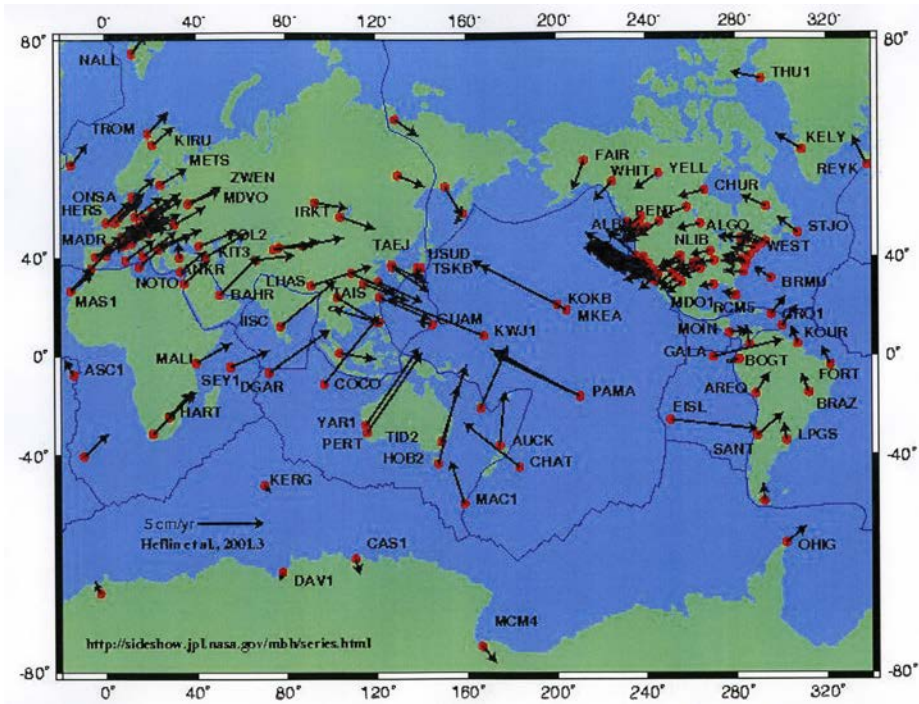 0° 40° 80° 120° 160° 200° 240° 280° 320°
80° 80°
NALL
THU1
TROM
KIRU
KELY
REYK
METS
FAIR
WHIT
YELL
ZWEN
CHUR
ONSA
MDVO
HERS
IRKT
PENT
ALGO
STJO
MADR
POL2
TAEJ
USUD
NLIB
WEST
40° 40°
KIT3
TSKB
ANKR
LHAS
NOTO
BAHR
TAIS
KOKB
MDO1
BRMU
MAS1
MKEA
RCM5
CRO1
IISC
GUAM
KWJ1
MOIN
KOUR
0° 0°
MALI
GALA
BOGT
FORT
ASC1
SEY1
DGAR
COCO
PAMA
AREQ
BRAZ
HART
EISL
YAR1
PERT
TID2
AUCK
SANT
LPGS
-40° -40°
HOB2
CHAT
KERG
MAC1
5 cm/yr
Heflin et al., 2001.3
CAS1
OHIG
DAV1
MCM4
http://sideshow.jpl.nasa.gov/mbh/series.html
-80° -80°
0° 40° 80° 120° 160° 200° 240° 280° 320°